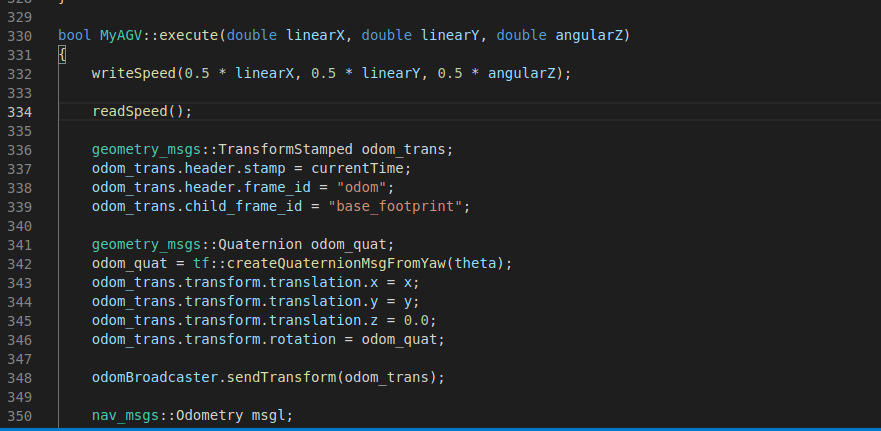 328 }
329
330 bool MyAGV::execute(double linearX, double linearY, double angularZ)
331 {
332 writeSpeed(0.5 * linearX, 0.5 * linearY, 0.5 * angularZ);
333
334 readSpeed();
335
336 geometry_msgs::TransformStamped odom_trans;
337 odom_trans.header.stamp = currentTime;
338 odom_trans.header.frame_id = "odom";
339 odom_trans.child_frame_id = "base_footprint";
340
341 geometry_msgs::Quaternion odom_quat;
342 odom_quat = tf::createQuaternionMsgFromYaw(theta);
343 odom_trans.transform.translation.x = x;
344 odom_trans.transform.translation.y = y;
345 odom_trans.transform.translation.z = 0.0;
346 odom_trans.transform.rotation = odom_quat;
347
348 odomBroadcaster.sendTransform(odom_trans);
349
350 nav_msgs::Odometry msgl;